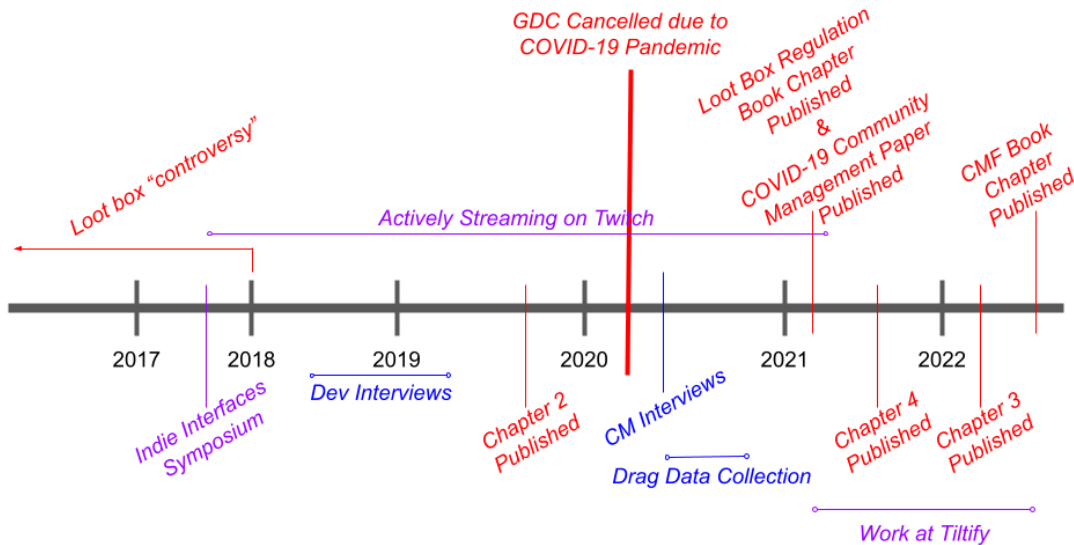 GDC Cancelled due to
COVID-19 Pandemic
Loot Box Regulation
Book Chapter
Published
&
COVID-19 Community
Management Paper
Published
CMF Book
Chapter
Published
Loot box “controversy”
Actively Streaming on Twitch
2017
2018
2019
2020
2021
2022
Indie Interfaces
Symposium
Dev Interviews
Chapter 2
Published
CM Interviews
Drag Data Collection
Chapter 4
Published
Chapter 3
Published
Work at Tiltify